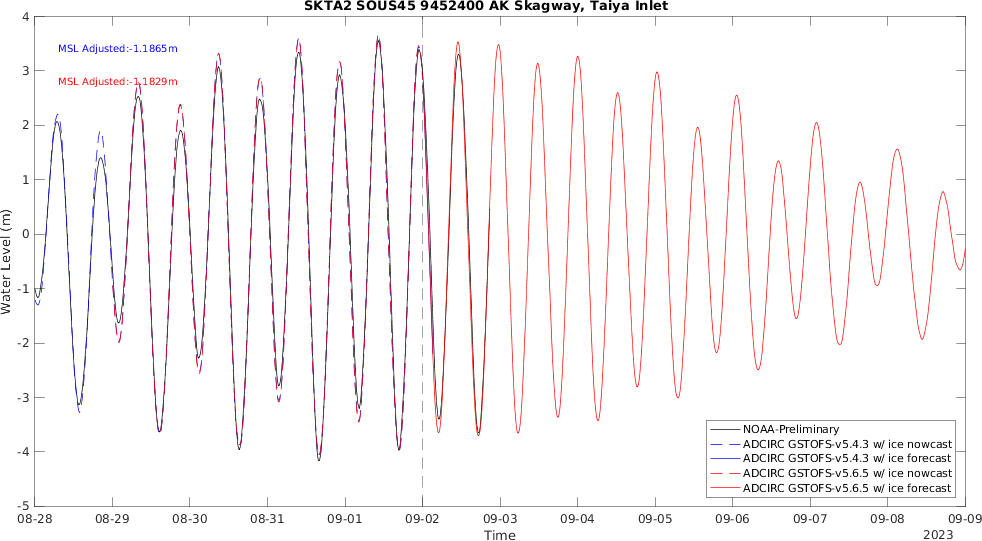 SKTA2 SOUS45 9452400 AK Skagway, Taiya Inlet
MSL Adjusted:-1.1865m
MSL Adjusted:-1.1829m
4
3
2
1
0
-1
-2
-3
-4
-5
Water Level (m)
NOAA-Preliminary
ADCIRC GSTOFS-v5.4.3 w/ ice nowcast
ADCIRC GSTOFS-v5.4.3 w/ ice forecast
ADCIRC GSTOFS-v5.6.5 w/ ice nowcast
ADCIRC GSTOFS-v5.6.5 w/ ice forecast
08-28 08-29 08-30 08-31 09-01 09-02 09-03 09-04 09-05 09-06 09-07 09-08 09-09
Time
2023